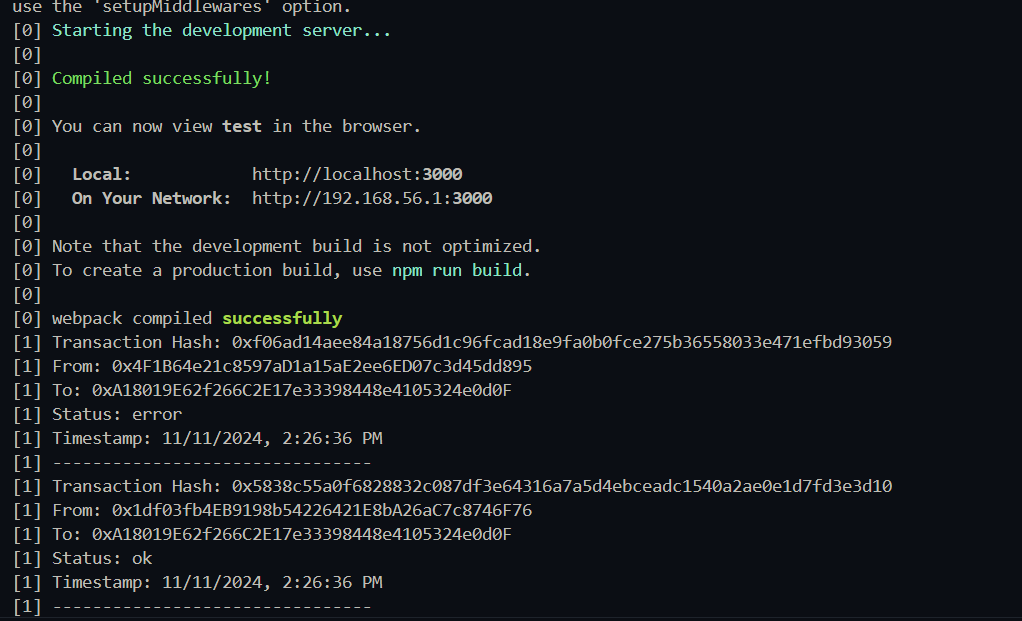 use the 'setupMiddlewares' option.
[0] Starting the development server...
[0]
[0] Compiled successfully!
[0]
[0] You can now view test in the browser.
[0]
[0]   Local:            http://localhost:3000
[0]   On Your Network:  http://192.168.56.1:3000
[0]
[0] Note that the development build is not optimized.
[0] To create a production build, use npm run build.
[0]
[0] webpack compiled successfully
[1] Transaction Hash: 0xf06ad14aee84a18756d1c96fcad18e9fa0b0fce275b36558033e471efbd93059
[1] From: 0x4F1B64e21c8597aD1a15aE2ee6ED07c3d45dd895
[1] To: 0xA18019E62f266C2E17e33398448e4105324e0d0F
[1] Status: error
[1] Timestamp: 11/11/2024, 2:26:36 PM
[1] --------------------------------
[1] Transaction Hash: 0x5838c55a0f6828832c087df3e64316a7a5d4ebceadc1540a2ae0e1d7fd3e3d10
[1] From: 0x1df03fb4EB9198b54226421E8bA26aC7c8746F76
[1] To: 0xA18019E62f266C2E17e33398448e4105324e0d0F
[1] Status: ok
[1] Timestamp: 11/11/2024, 2:26:36 PM
[1] --------------------------------